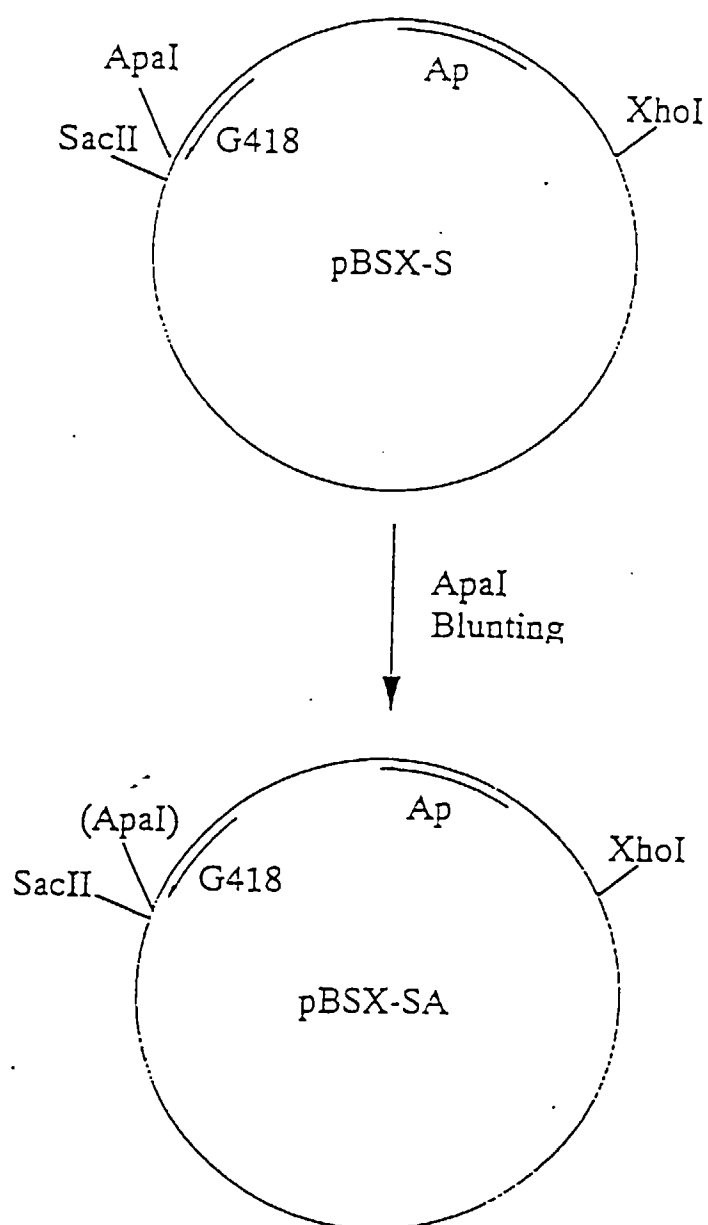 ApaI
Ap
XhoI
SacII
G418
pBSX-S
ApaI
Blunting
(ApaI)
Ap
XhoI
SacII
G418
pBSX-SA